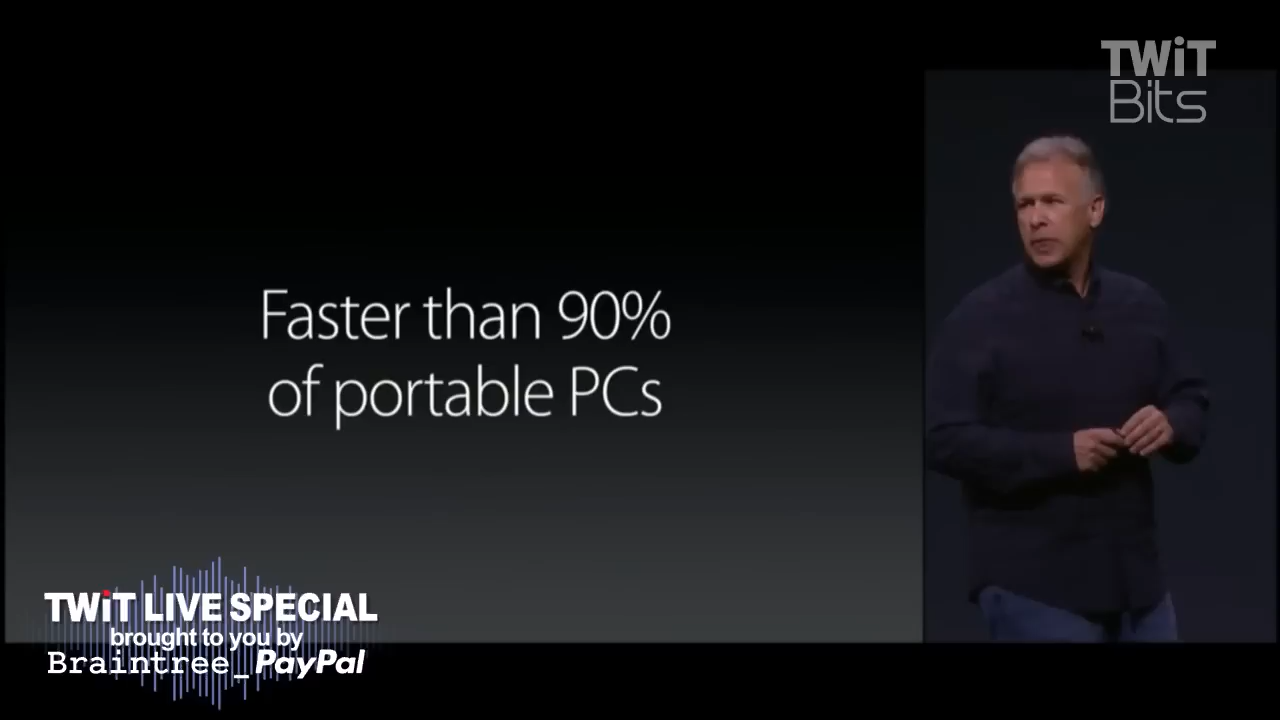 TWiT
Bits
Faster than 90%
of portable PCs
TWiT LIVE SPECIAL
brought to you by
Braintree_PayPal